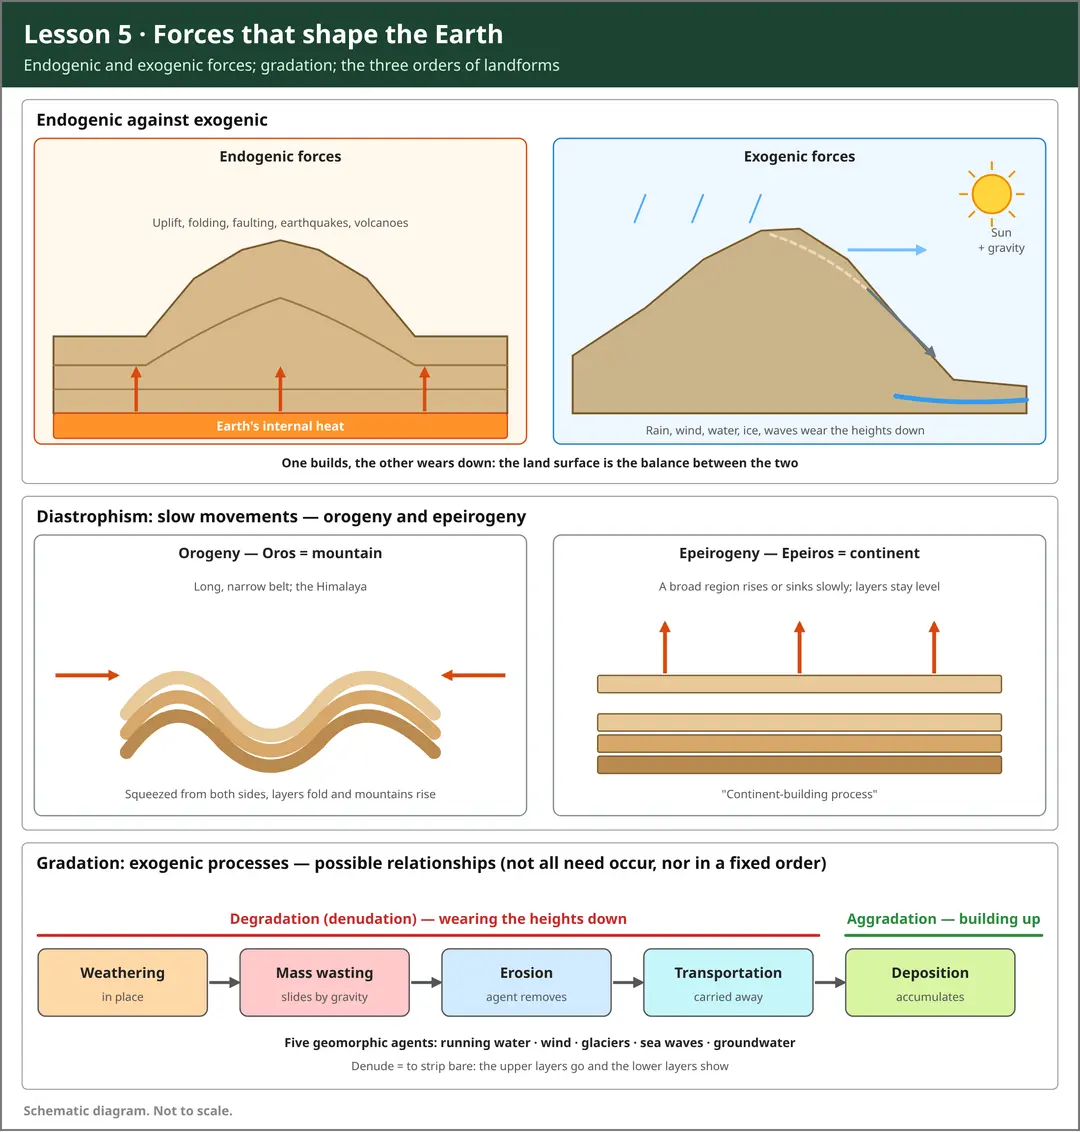 Lesson 5 · Forces that shape the Earth
Endogenic and exogenic forces; gradation; the three orders of landforms
Endogenic against exogenic
Endogenic forces
Uplift, folding, faulting, earthquakes, volcanoes
Earth's internal heat
Exogenic forces
Sun
+ gravity
Rain, wind, water, ice, waves wear the heights down
One builds, the other wears down: the land surface is the balance between the two
Diastrophism: slow movements — orogeny and epeirogeny
Orogeny — Oros = mountain
Long, narrow belt; the Himalaya
Squeezed from both sides, layers fold and mountains rise
Epeirogeny — Epeiros = continent
A broad region rises or sinks slowly; layers stay level
"Continent-building process"
Gradation: exogenic processes — possible relationships (not all need occur, nor in a fixed order)
Degradation (denudation) — wearing the heights down
Aggradation — building up
Weathering
in place
Mass wasting
slides by gravity
Erosion
agent removes
Transportation
carried away
Deposition
accumulates
Five geomorphic agents: running water · wind · glaciers · sea waves · groundwater
Denude = to strip bare: the upper layers go and the lower layers show
Schematic diagram. Not to scale.